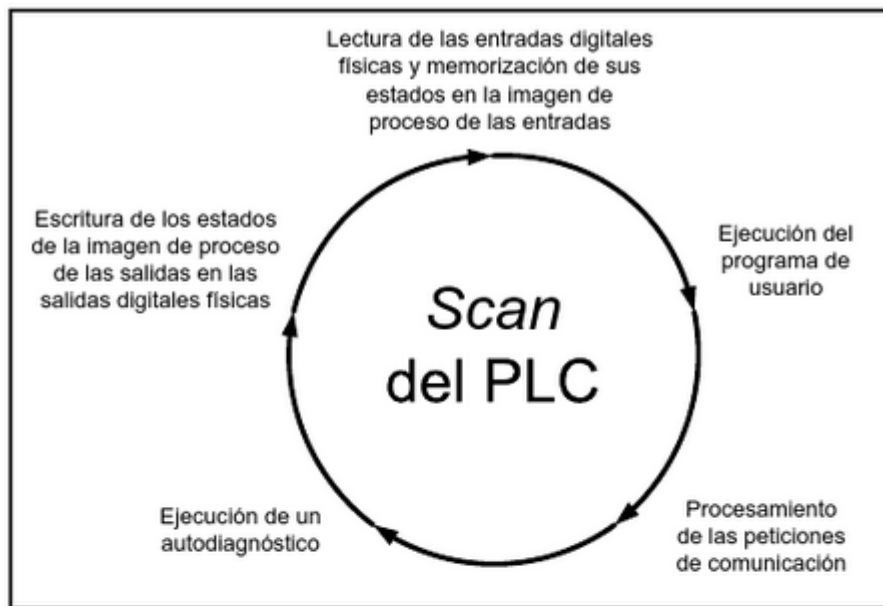 Lectura de las entradas digitales
físicas y memorización de sus
estados en la imagen de
proceso de las entradas
Escritura de los estados
de la imagen de proceso
de las salidas en las
salidas digitales físicas
Ejecución del
programa de
usuario
Scan
del PLC
Ejecución de un
autodiagnóstico
Procesamiento
de las peticiones
de comunicación